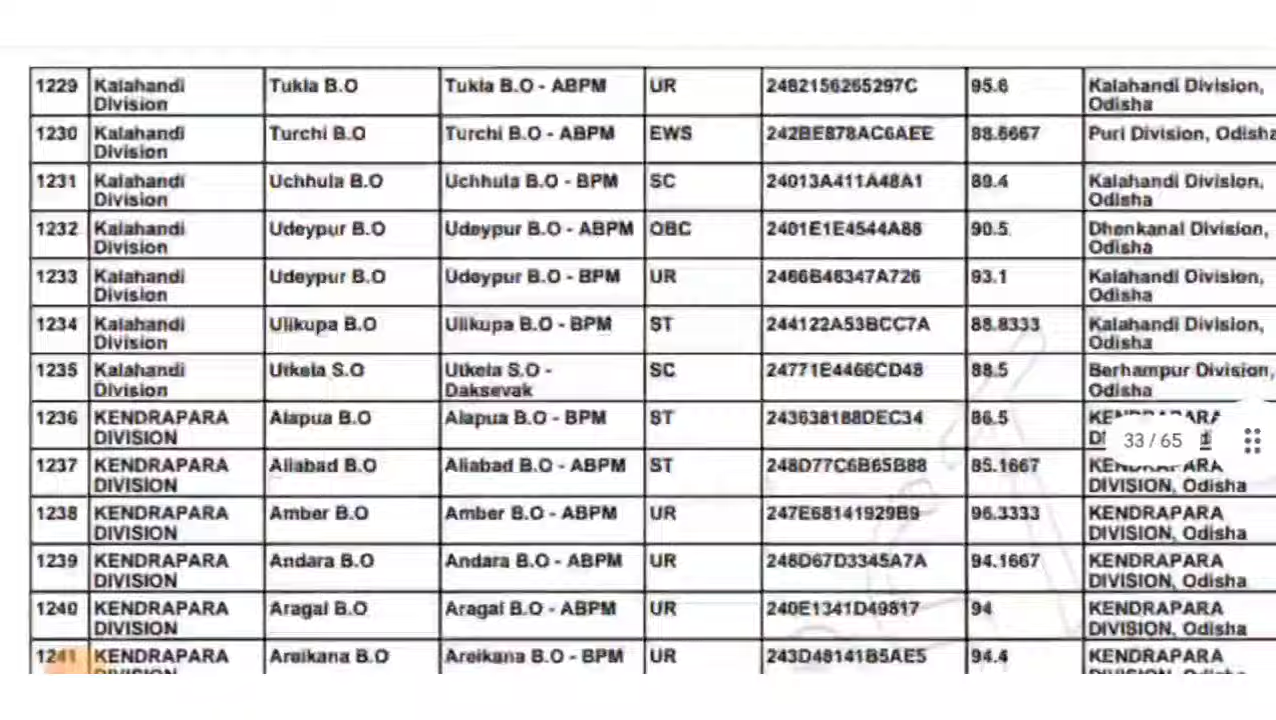 1229 Kalahandi Division Tukla B.O Tukla B.O - ABPM UR 2482156265297C 95.6 Kalahandi Division, Odisha
1230 Kalahandi Division Turchi B.O Turchi B.O - ABPM EWS 242BE878AC6AEE 88.6667 Puri Division, Odisha
1231 Kalahandi Division Uchhula B.O Uchhula B.O - BPM SC 24013A411A48A1 89.4 Kalahandi Division, Odisha
1232 Kalahandi Division Udeypur B.O Udeypur B.O - ABPM OBC 2401E1E4544A88 90.5 Dhenkanal Division, Odisha
1233 Kalahandi Division Udeypur B.O Udeypur B.O - BPM UR 2466B46347A726 93.1 Kalahandi Division, Odisha
1234 Kalahandi Division Ulikupa B.O Ulikupa B.O - BPM ST 244122A53BCC7A 88.8333 Kalahandi Division, Odisha
1235 Kalahandi Division Utkela S.O Utkela S.O - Daksevak SC 24771E4466CD48 88.5 Berhampur Division, Odisha
1236 KENDRAPARA DIVISION Alapua B.O Alapua B.O - BPM ST 243638188DEC34 86.5
33 / 65
1237 KENDRAPARA DIVISION Aliabad B.O Aliabad B.O - ABPM ST 248D77C6B65B88 85.1667 KENDRAPARA DIVISION, Odisha
1238 KENDRAPARA DIVISION Amber B.O Amber B.O - ABPM UR 247E68141929B9 96.3333 KENDRAPARA DIVISION, Odisha
1239 KENDRAPARA DIVISION Andara B.O Andara B.O - ABPM UR 248D67D3345A7A 94.1667 KENDRAPARA DIVISION, Odisha
1240 KENDRAPARA DIVISION Aragal B.O Aragal B.O - ABPM UR 240E1341D49817 94 KENDRAPARA DIVISION, Odisha
1241 KENDRAPARA Areikana B.O Areikana B.O - BPM UR 243D48141B5AE5 94.4 KENDRAPARA